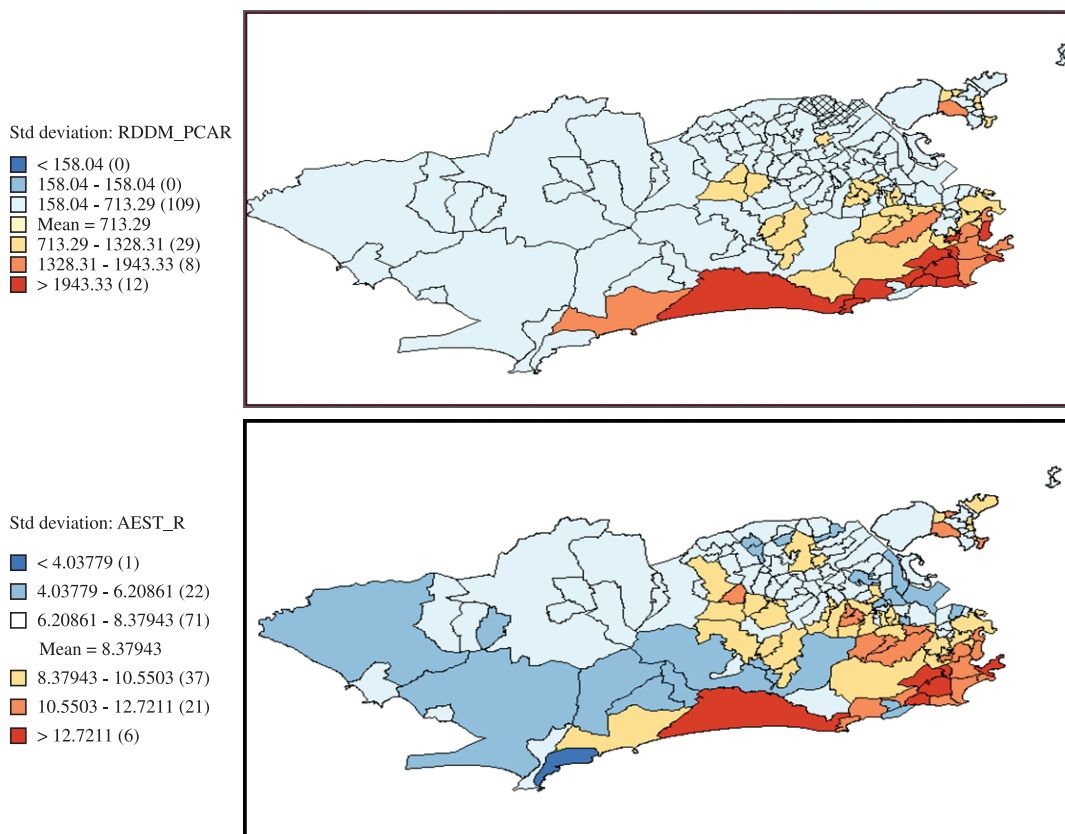 Std deviation: RDDM_PCAR
< 158.04 (0)
158.04 - 158.04 (0)
158.04 - 713.29 (109)
Mean = 713.29
713.29 - 1328.31 (29)
1328.31 - 1943.33 (8)
> 1943.33 (12)
Std deviation: AEST_R
< 4.03779 (1)
4.03779 - 6.20861 (22)
6.20861 - 8.37943 (71)
Mean = 8.37943
8.37943 - 10.5503 (37)
10.5503 - 12.7211 (21)
> 12.7211 (6)